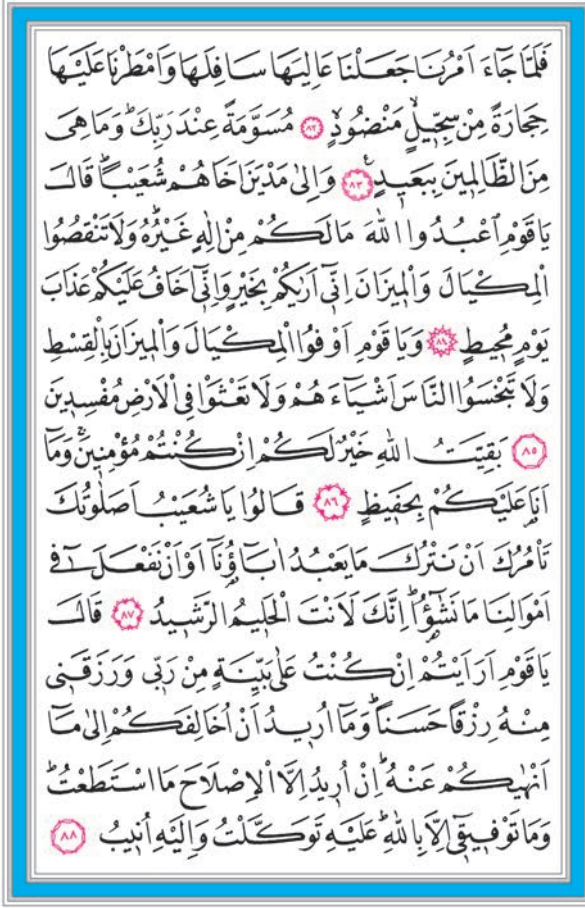 فَلَمَّا جَٓاءَ اَمْرُنَا جَعَلْنَا عَالِيَهَا سَافِلَهَا وَاَمْطَرْنَا عَلَيْهَا
حِجَارَةً مِنْ سِجّٖيلٍ مَنْضُودٍۙ ﴿٨٢﴾ مُسَوَّمَةً عِنْدَ رَبِّكَۜ وَمَا هِىَ
مِنَ الظَّالِمٖينَ بِبَعٖيدٍࣖ ﴿٨٣﴾ وَاِلٰى مَدْيَنَ اَخَاهُمْ شُعَيْبًاۜ قَالَ
يَا قَوْمِ اعْبُدُوا اللّٰهَ مَا لَكُمْ مِنْ اِلٰهٍ غَيْرُهُۜ وَلَا تَنْقُصُوا
الْمِكْيَالَ وَالْمٖيزَانَ اِنّٖٓى اَرٰيكُمْ بِخَيْرٍ وَاِنّٖٓى اَخَافُ عَلَيْكُمْ عَذَابَ
يَوْمٍ مُحٖيطٍ ﴿٨٤﴾ وَيَا قَوْمِ اَوْفُوا الْمِكْيَالَ وَالْمٖيزَانَ بِالْقِسْطِ
وَلَا تَبْخَسُوا النَّاسَ اَشْيَٓاءَهُمْ وَلَا تَعْثَوْا فِى الْاَرْضِ مُفْسِدٖينَ
﴿٨٥﴾ بَقِيَّتُ اللّٰهِ خَيْرٌ لَكُمْ اِنْ كُنْتُمْ مُؤْمِنٖينَۚ وَمَٓا
اَنَا۬ عَلَيْكُمْ بِحَفٖيظٍ ﴿٨٦﴾ قَالُوا يَا شُعَيْبُ اَصَلٰوتُكَ
تَأْمُرُكَ اَنْ نَتْرُكَ مَا يَعْبُدُ اٰبَٓاؤُ۬نَٓا اَوْ اَنْ نَفْعَلَ فٖٓى
اَمْوَالِنَا مَا نَشٰٓؤُ۬اۜ اِنَّكَ لَاَنْتَ الْحَلٖيمُ الرَّشٖيدُ ﴿٨٧﴾ قَالَ
يَا قَوْمِ اَرَاَيْتُمْ اِنْ كُنْتُ عَلٰى بَيِّنَةٍ مِنْ رَبّٖى وَرَزَقَنٖى
مِنْهُ رِزْقًا حَسَنًاۜ وَمَٓا اُرٖيدُ اَنْ اُخَالِفَكُمْ اِلٰى مَٓا
اَنْهٰيكُمْ عَنْهُۜ اِنْ اُرٖيدُ اِلَّا الْاِصْلَاحَ مَا اسْتَطَعْتُۜ
وَمَا تَوْفٖيقٖٓى اِلَّا بِاللّٰهِۜ عَلَيْهِ تَوَكَّلْتُ وَاِلَيْهِ اُنٖيبُ ﴿٨٨﴾